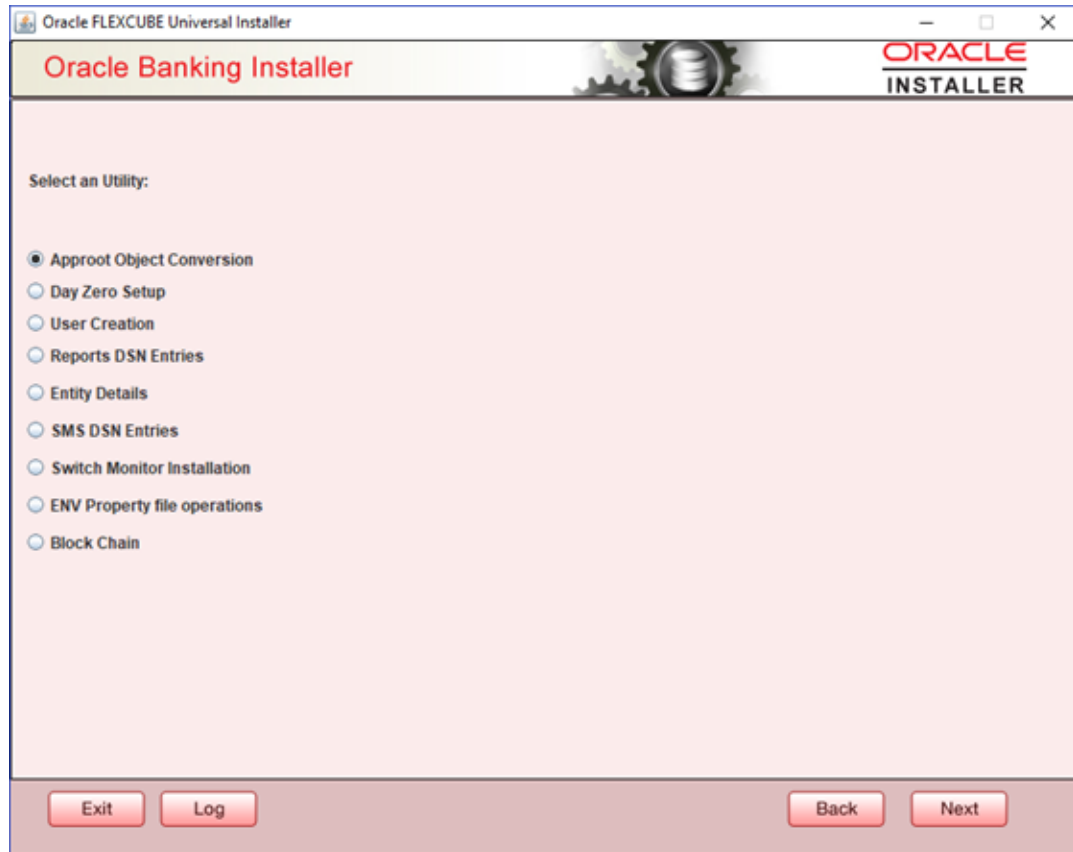 Oracle FLEXCUBE Universal Installer
Oracle Banking Installer
ORACLE
INSTALLER
Select an Utility:
Approot Object Conversion
Day Zero Setup
User Creation
Reports DSN Entries
Entity Details
SMS DSN Entries
Switch Monitor Installation
ENV Property file operations
Block Chain
Exit Log Back Next